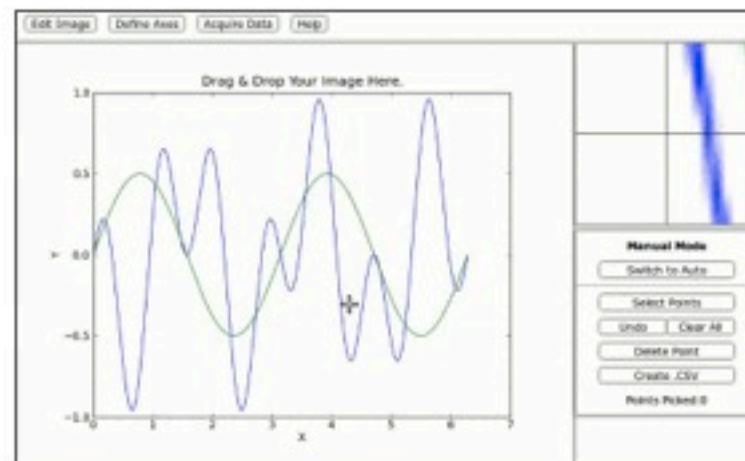 Edit Image Define Axes Acquire Data Help
Drag & Drop Your Image Here.
1.0
0.5
0.0
−0.5
−1.0
Y
0 1 2 3 4 5 6 7
X
Manual Mode
Switch to Auto
Select Points
Undo Clear All
Delete Point
Create .CSV
Points Picked:0